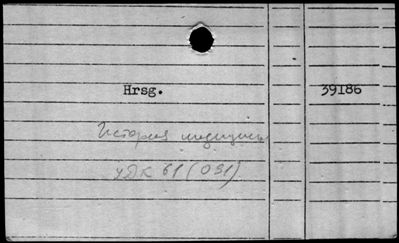 Hrsg. 39186
История медицины
УДК 61(091)